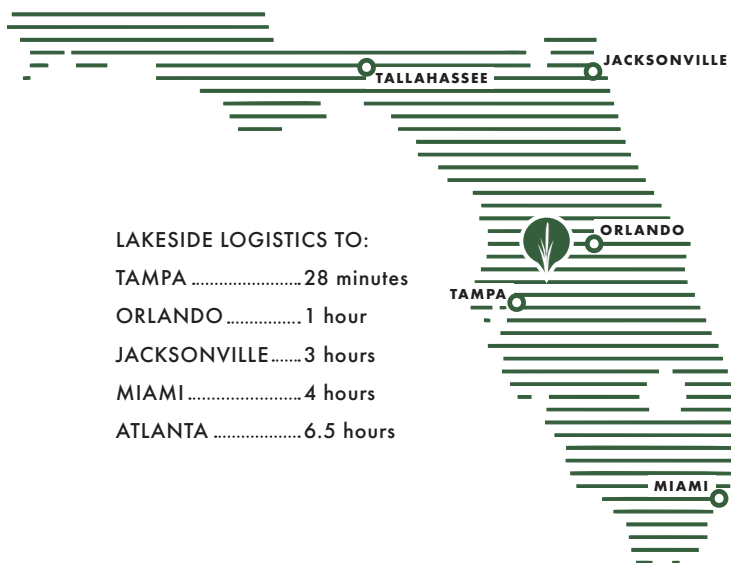 JACKSONVILLE
TALLAHASSEE
ORLANDO
LAKESIDE LOGISTICS TO:
TAMPA ..................... 28 minutes
ORLANDO .............. 1 hour
JACKSONVILLE ...... 3 hours
MIAMI ..................... 4 hours
ATLANTA ................ 6.5 hours
TAMPA
MIAMI